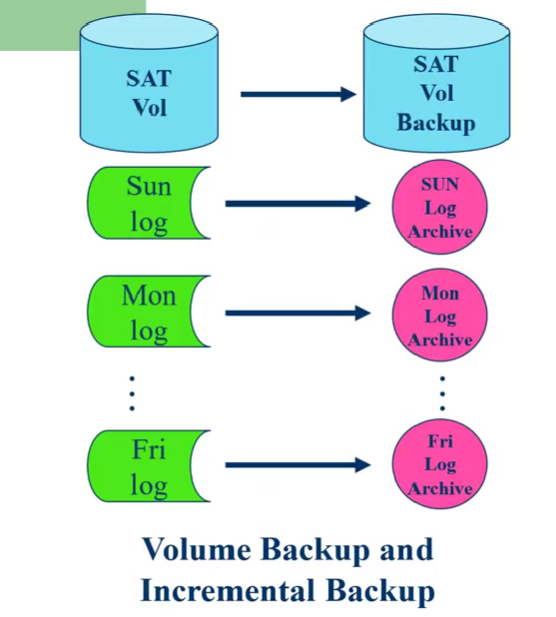 SAT
Vol
SAT
Vol
Backup
Sun
log
SUN
Log
Archive
Mon
log
Mon
Log
Archive
Fri
log
Fri
Log
Archive
Volume Backup and
Incremental Backup